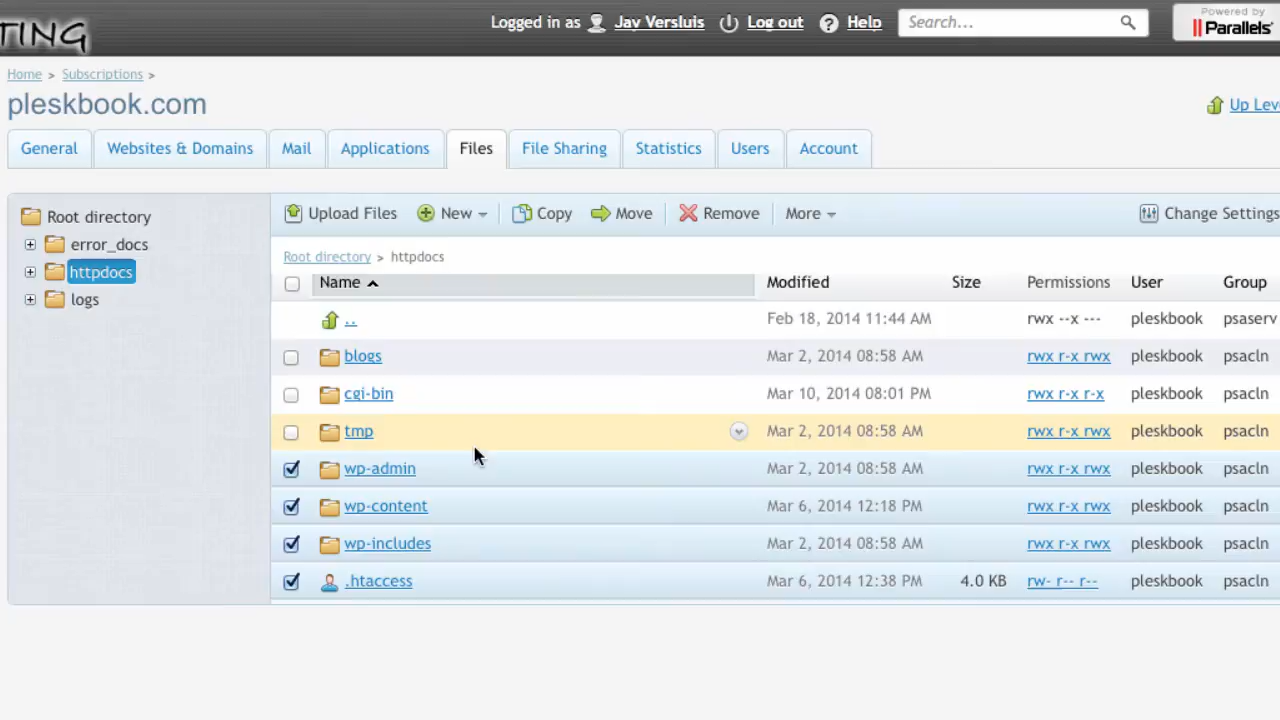 TING
Logged in as Jay Versluis Log out ? Help Search...
Powered by
Parallels
Home > Subscriptions >
pleskbook.com
Up Leve
General Websites & Domains Mail Applications Files File Sharing Statistics Users Account
Root directory
error_docs
httpdocs
logs
Upload Files New Copy Move Remove More Change Settings
Root directory > httpdocs
Name Modified Size Permissions User Group
.. Feb 18, 2014 11:44 AM rwx --x --- pleskbook psaserv
blogs Mar 2, 2014 08:58 AM rwx r-x rwx pleskbook psacln
cgi-bin Mar 10, 2014 08:01 PM rwx r-x r-x pleskbook psacln
tmp Mar 2, 2014 08:58 AM rwx r-x rwx pleskbook psacln
wp-admin Mar 2, 2014 08:58 AM rwx r-x rwx pleskbook psacln
wp-content Mar 6, 2014 12:18 PM rwx r-x rwx pleskbook psacln
wp-includes Mar 2, 2014 08:58 AM rwx r-x rwx pleskbook psacln
.htaccess Mar 6, 2014 12:38 PM 4.0 KB rw- r-- r-- pleskbook psacln